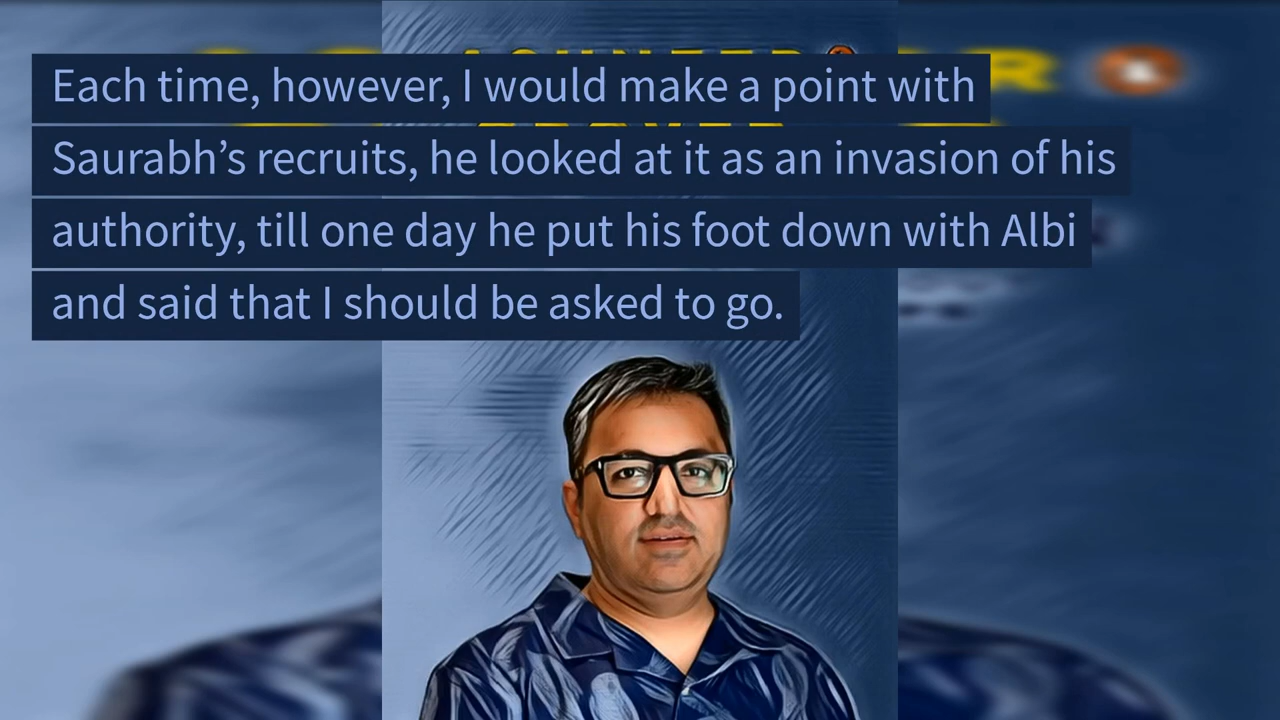 Each time, however, I would make a point with
Saurabh’s recruits, he looked at it as an invasion of his
authority, till one day he put his foot down with Albi
and said that I should be asked to go.